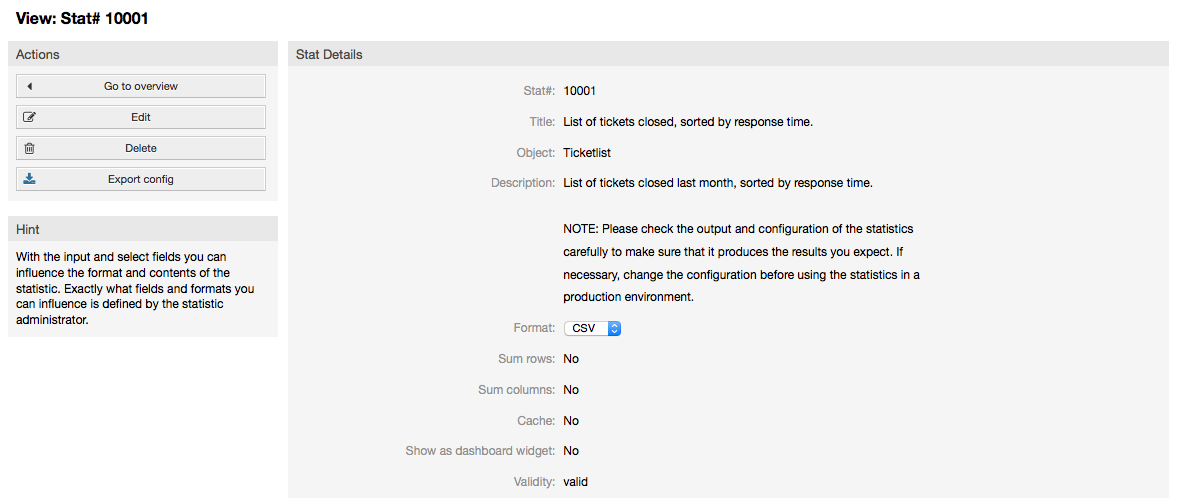 View: Stat# 10001
Actions
Go to overview
Edit
Delete
Export config
Hint
With the input and select fields you can
influence the format and contents of the
statistic. Exactly what fields and formats you
can influence is defined by the statistic
administrator.
Stat Details
Stat#: 10001
Title: List of tickets closed, sorted by response time.
Object: Ticketlist
Description: List of tickets closed last month, sorted by response time.
NOTE: Please check the output and configuration of the statistics
carefully to make sure that it produces the results you expect. If
necessary, change the configuration before using the statistics in a
production environment.
Format: CSV
Sum rows: No
Sum columns: No
Cache: No
Show as dashboard widget: No
Validity: valid